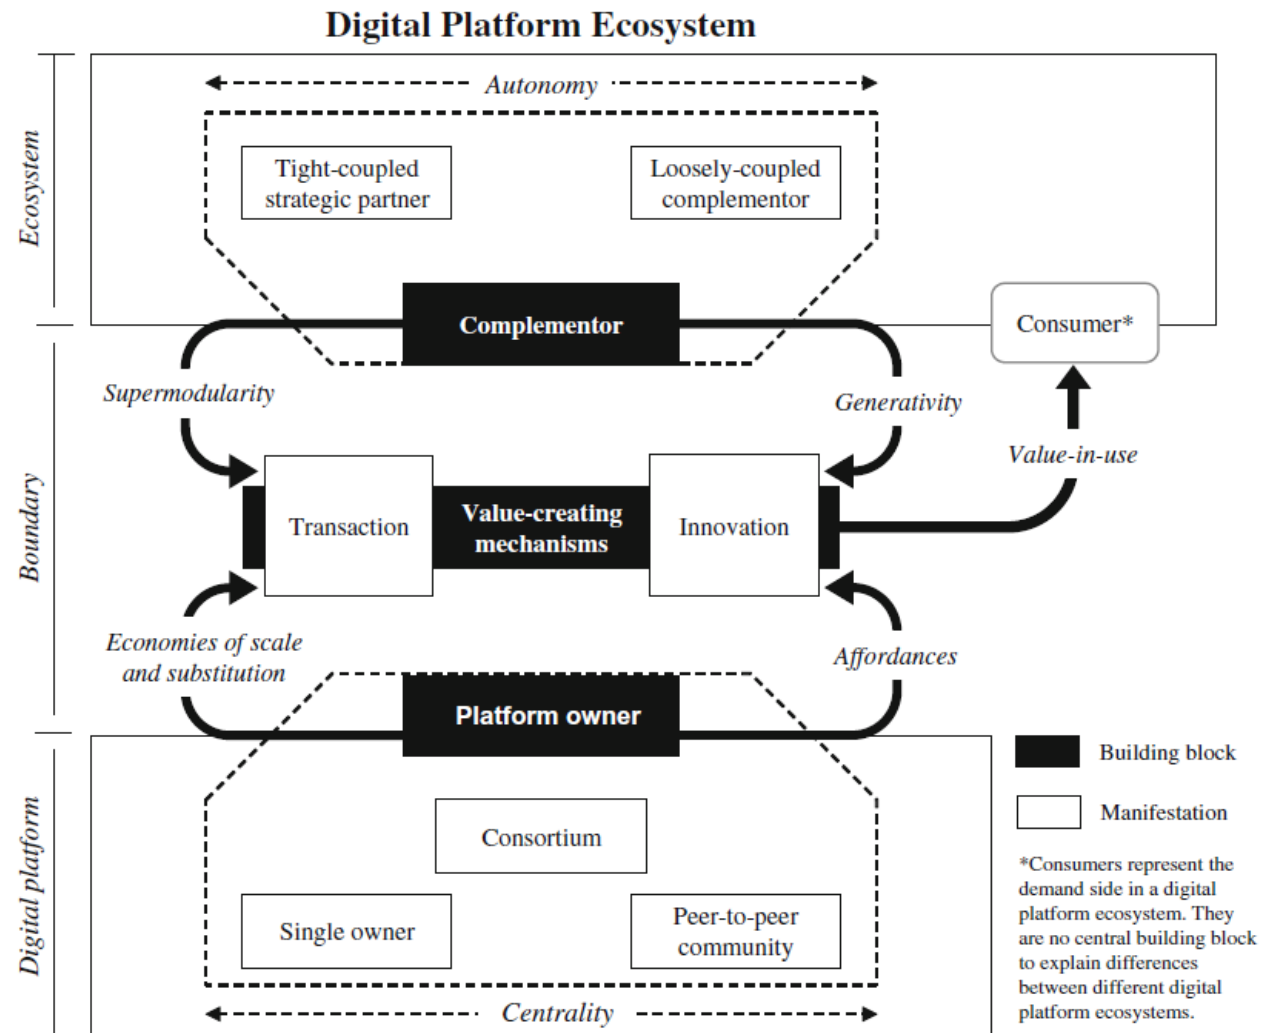 Digital Platform Ecosystem
Ecosystem
Autonomy
Tight-coupled
strategic partner
Loosely-coupled
complementor
Complementor
Consumer*
Supermodularity
Generativity
Value-in-use
Boundary
Transaction
Value-creating
mechanisms
Innovation
Economies of scale
and substitution
Affordances
Platform owner
Digital platform
Consortium
Single owner
Peer-to-peer
community
Centrality
Building block
Manifestation
*Consumers represent the
demand side in a digital
platform ecosystem. They
are no central building block
to explain differences
between different digital
platform ecosystems.